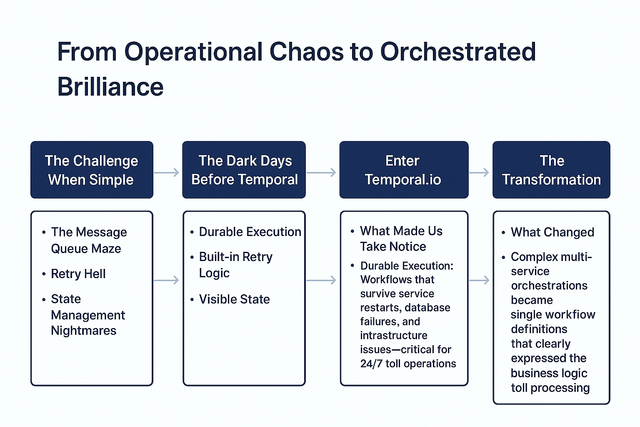 From Operational Chaos to Orchestrated
Brilliance
The Challenge
When Simple
The Dark Days
Before Temporal
Enter
Temporal.io
The
Transformation
• The Message
Queue Maze
• Retry Hell
• State
Management
Nightmares
• Durable Execution
• Built-in Retry
Logic
• Visible State
• What Made Us
Take Notice
• Durable Execution:
Workflows that
survive service
restarts, database
failures, and
intrastructure
issues—critical for
24/7 toll operations
• What Changed
• Complex multi-
service
orchestrations
became
single workfiow
definitions
that clearly
expressed the
business logic
toll processing